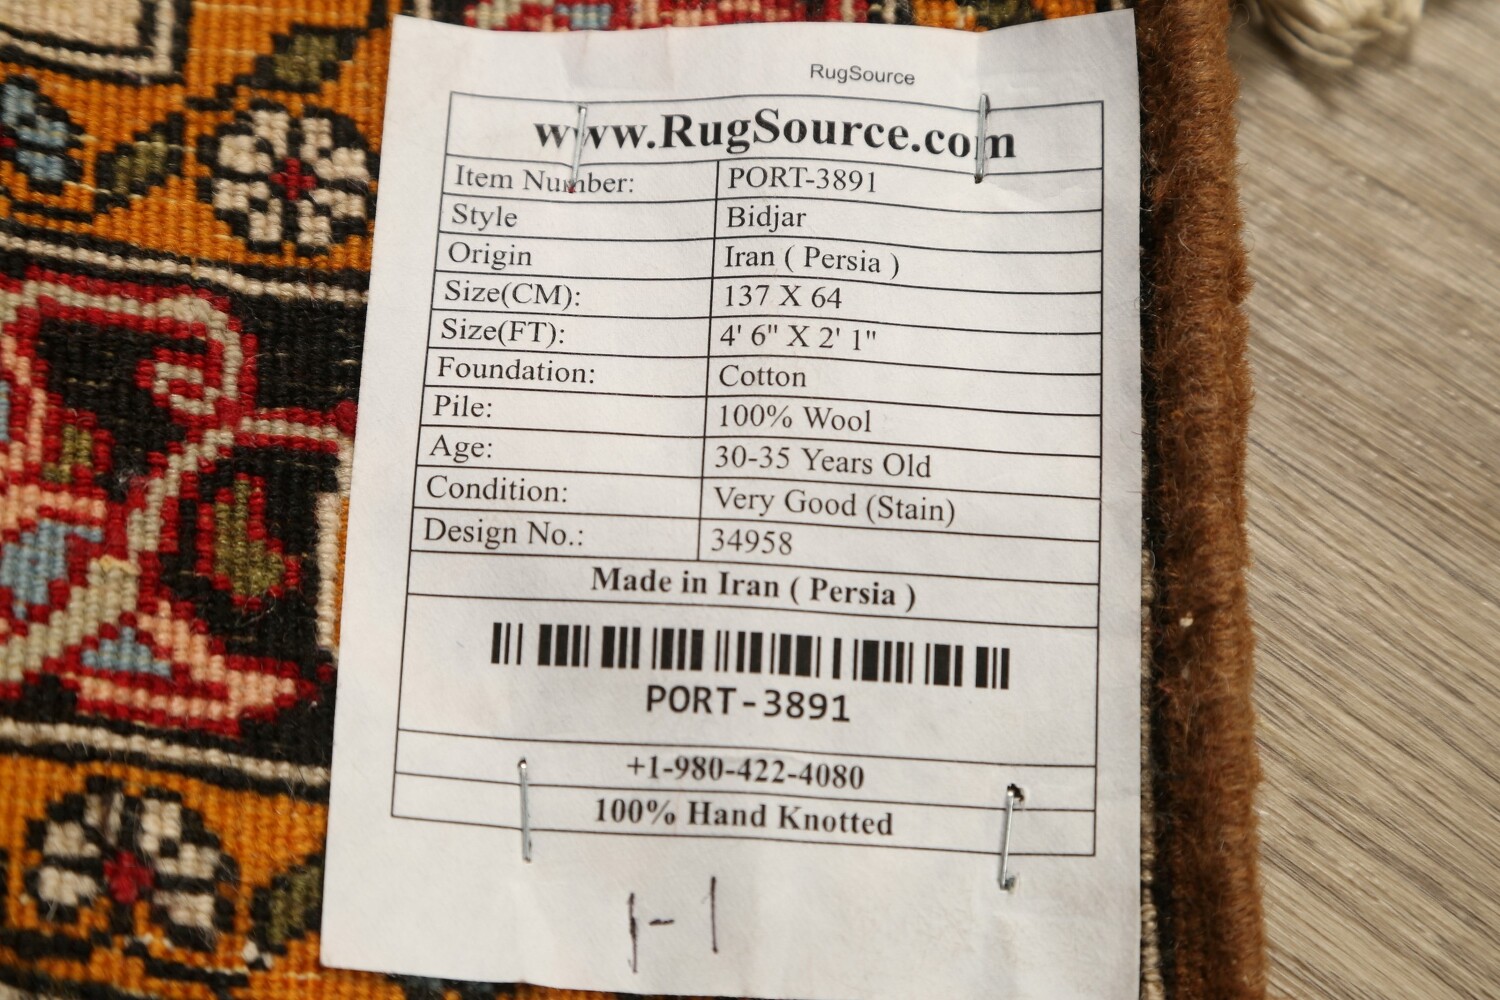 RugSource
www.RugSource.com
Item Number: PORT-3891
Style Bidjar
Origin Iran ( Persia )
Size(CM): 137 X 64
Size(FT): 4' 6" X 2' 1"
Foundation: Cotton
Pile: 100% Wool
Age: 30-35 Years Old
Condition: Very Good (Stain)
Design No.: 34958
Made in Iran ( Persia )
PORT-3891
+1-980-422-4080
100% Hand Knotted
1-1